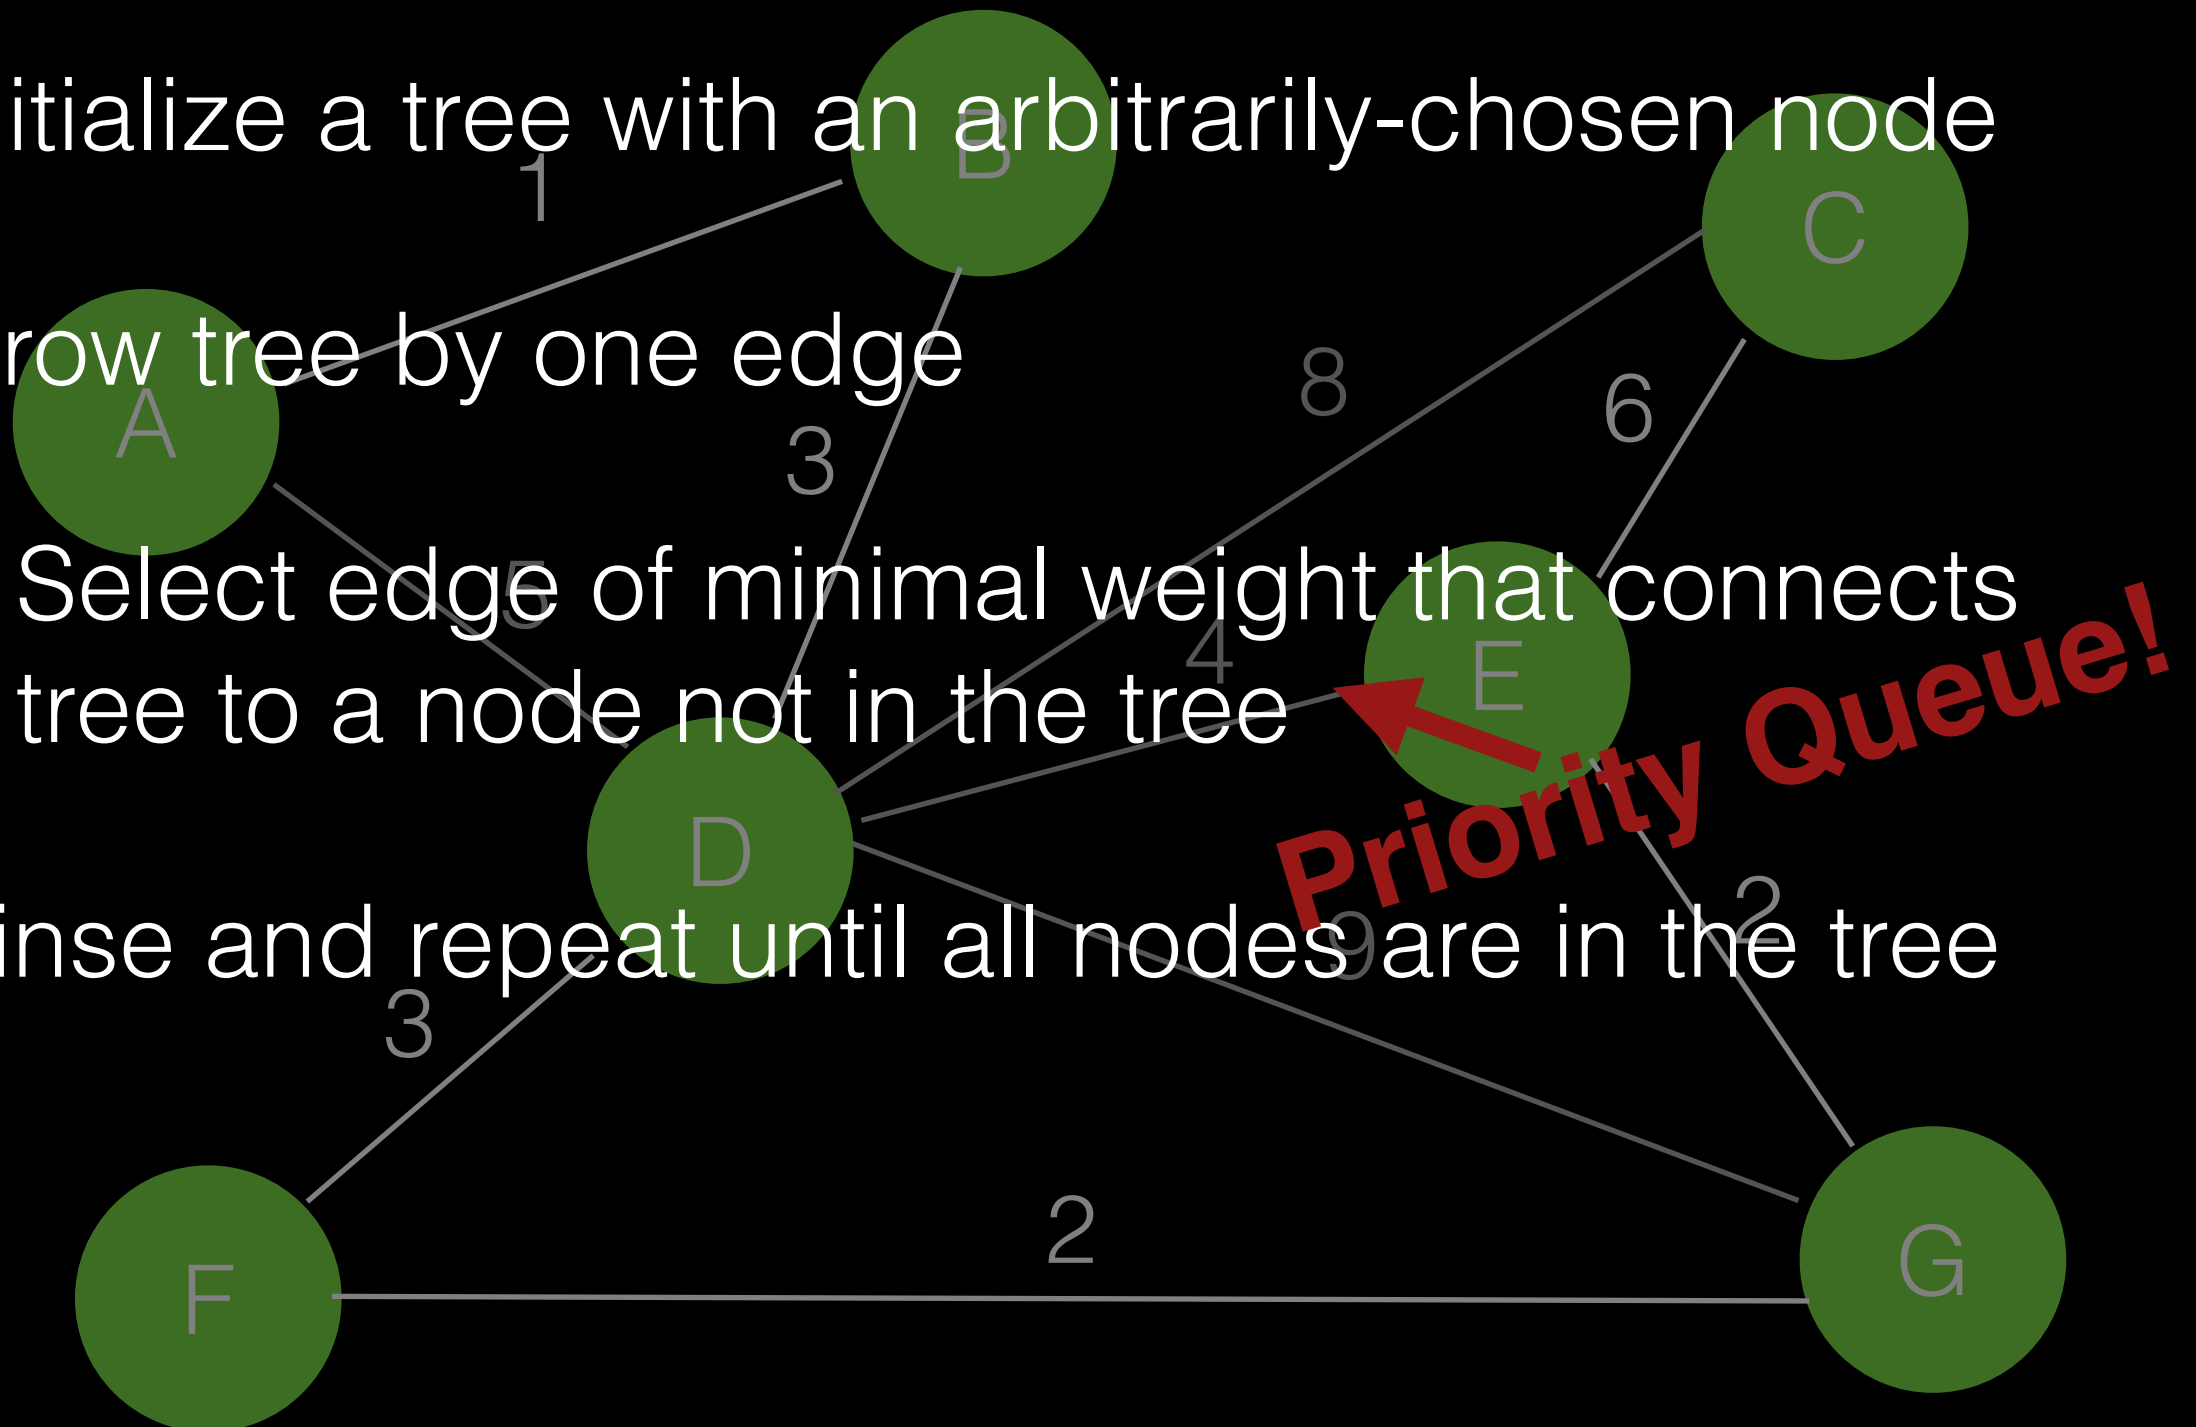 itialize a tree with an arbitrarily-chosen node
B
1
C
row tree by one edge
A
8
6
3
Select edge of minimal weight that connects
5
4
E
tree to a node not in the tree
Priority Queue!
D
2
inse and repeat until all nodes are in the tree
9
3
2
F
G